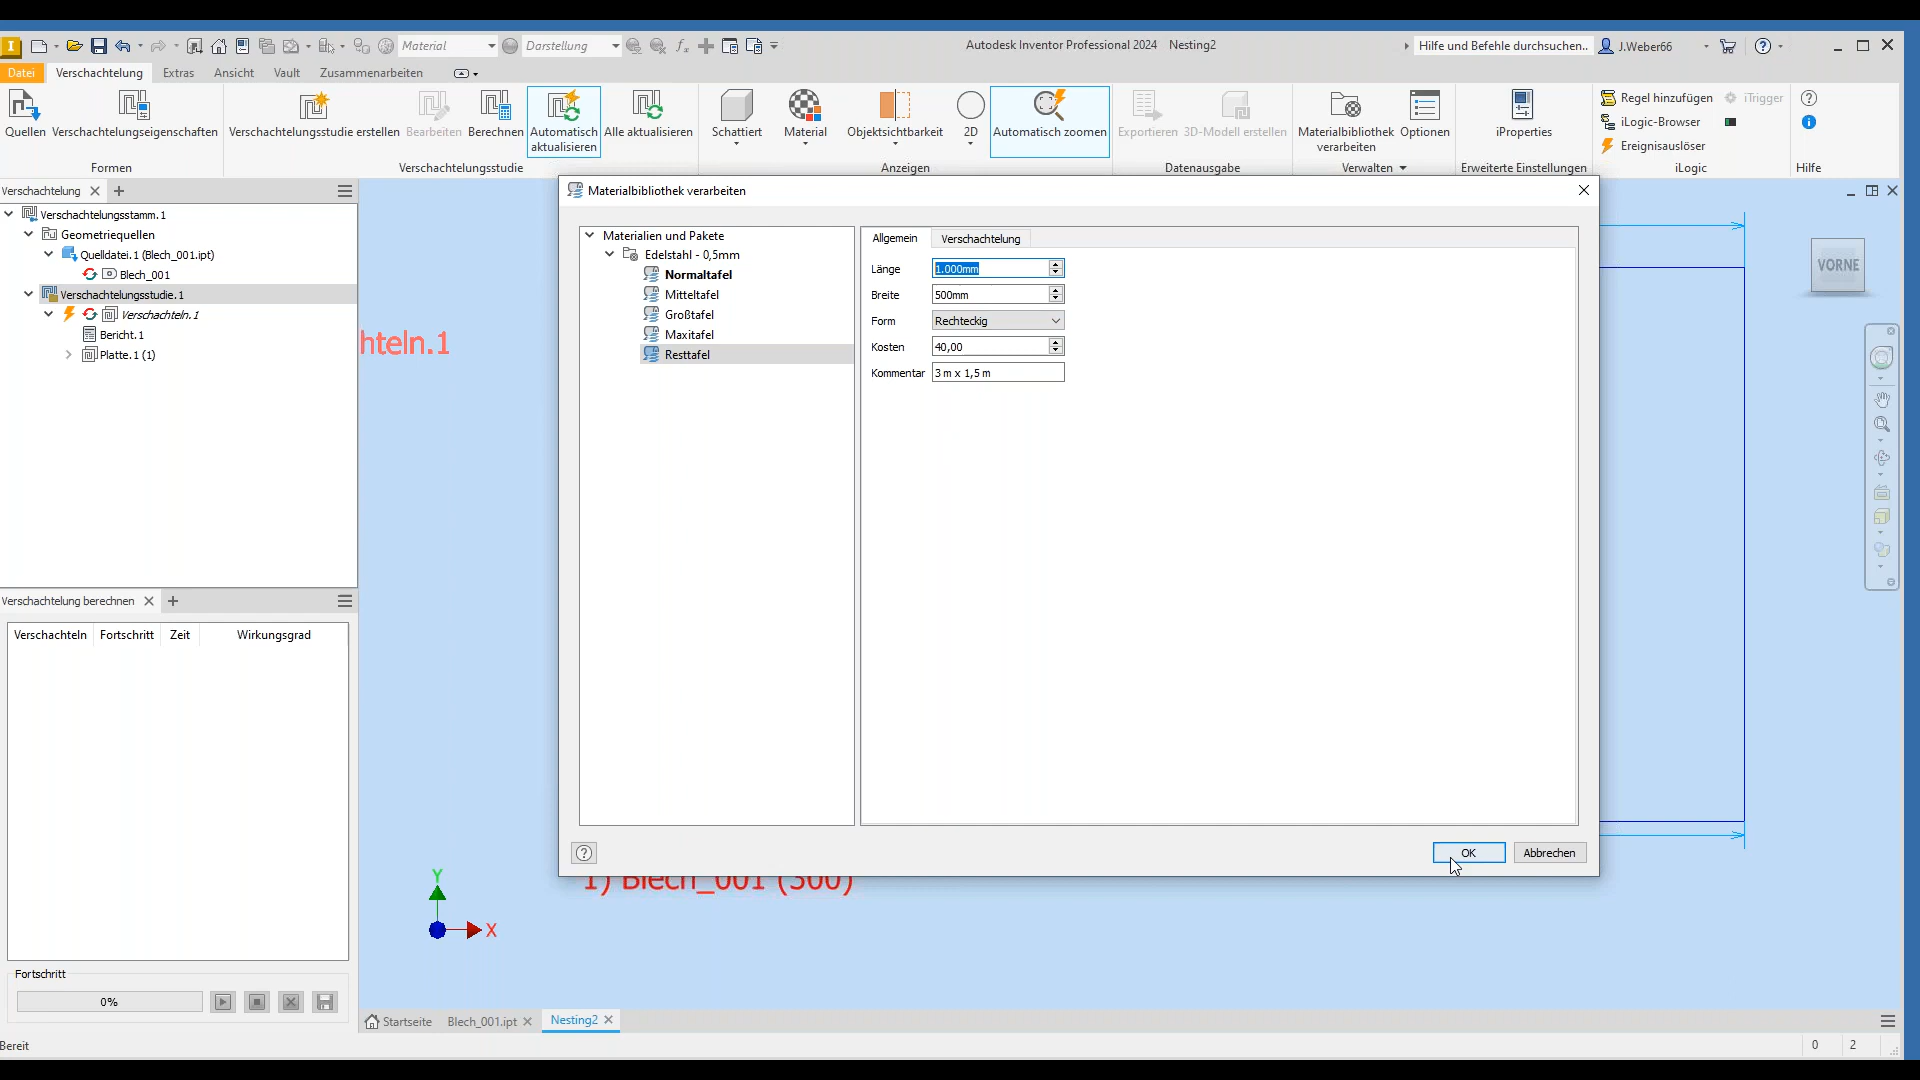 Material
Darstellung
Autodesk Inventor Professional 2024 Nesting2
Hilfe und Befehle durchsuchen..
J.Weber66
Datei
Verschachtelung
Extras
Ansicht
Vault
Zusammenarbeiten
Quellen
Verschachtelungseigenschaften
Verschachtelungsstudie erstellen
Bearbeiten
Berechnen
Automatisch
aktualisieren
Alle aktualisieren
Schattiert
Material
Objektsichtbarkeit
2D
Automatisch zoomen
Exportieren
3D-Modell erstellen
Materialbibliothek
verarbeiten
Optionen
iProperties
Regel hinzufügen
iTrigger
iLogic-Browser
Ereignisauslöser
Formen
Verschachtelungsstudie
Anzeigen
Datenausgabe
Verwalten
Erweiterte Einstellungen
iLogic
Hilfe
Verschachtelung
Verschachtelungsstamm.1
Geometriequellen
Quelldatei.1 (Blech_001.ipt)
Blech_001
Verschachtelungsstudie.1
Verschachteln.1
Bericht.1
Platte.1 (1)
Verschachtelung berechnen
Verschachteln
Fortschritt
Zeit
Wirkungsgrad
Fortschritt
0%
Bereit
hteln.1
Materialbibliothek verarbeiten
Materialien und Pakete
Edelstahl - 0,5mm
Normaltafel
Mitteltafel
Großtafel
Maxitafel
Resttafel
Allgemein
Verschachtelung
Länge 1.000mm
Breite 500mm
Form Rechteckig
Kosten 40,00
Kommentar 3 m x 1,5 m
OK
Abbrechen
1) Blech_001 (300)
VORNE
Y
X
Startseite
Blech_001.ipt
Nesting2
0 2